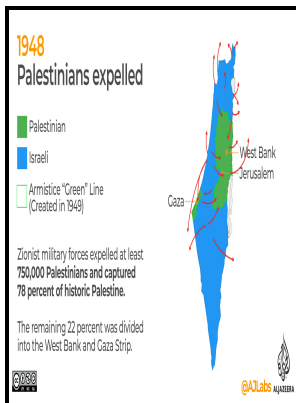 1948
Palestinians expelled
Palestinian
Israeli
Armistice “Green” Line
(Created in 1949)
West Bank
Jerusalem
Gaza
Zionist military forces expelled at least
750,000 Palestinians and captured
78 percent of historic Palestine.
The remaining 22 percent was divided
into the West Bank and Gaza Strip.
@AJLabs
ALJAZEERA